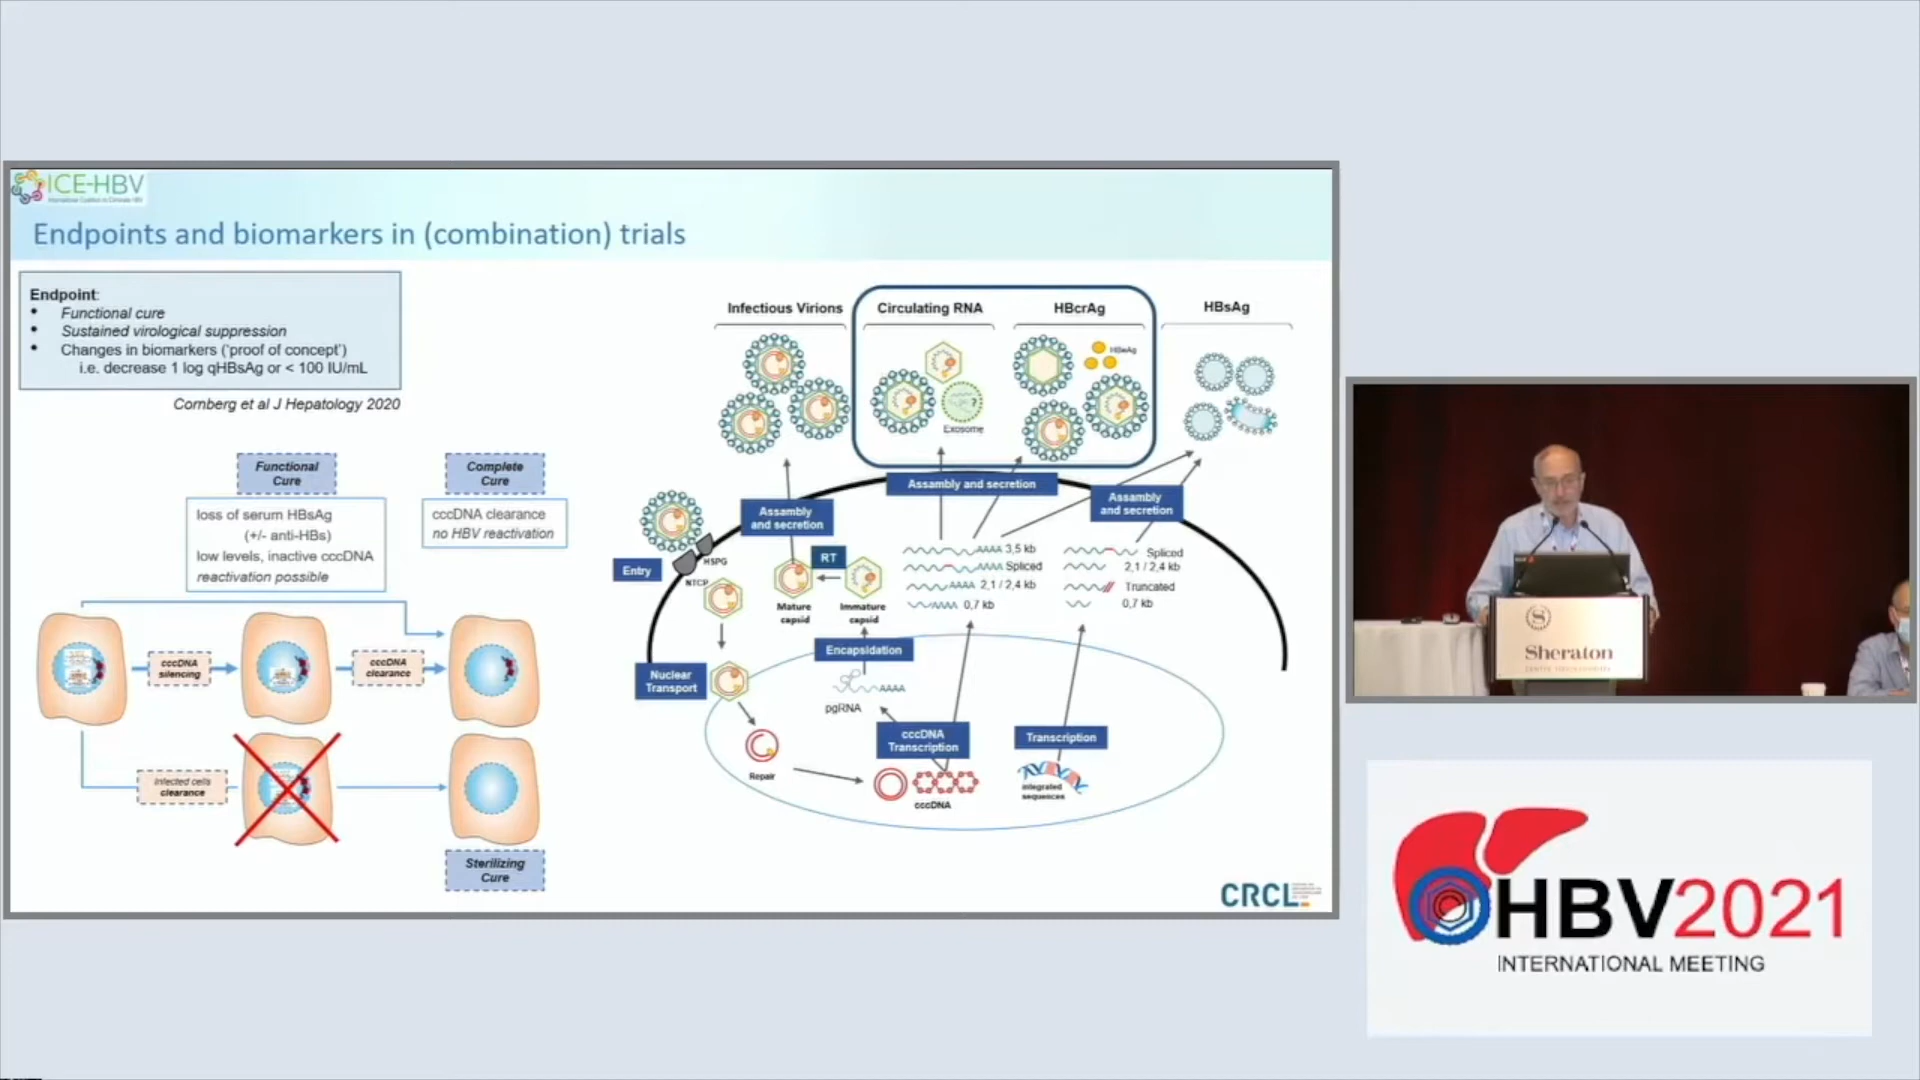 ICE-HBV
Endpoints and biomarkers in (combination) trials
Endpoint:
• Functional cure
• Sustained virological suppression
• Changes in biomarkers ('proof of concept')
i.e. decrease 1 log qHBsAg or < 100 IU/mL
Cornberg et al J Hepatology 2020
Functional
Cure
Complete
Cure
loss of serum HBsAg
(+/- anti-HBs)
low levels, inactive cccDNA
reactivation possible
cccDNA clearance
no HBV reactivation
cccDNA
silencing
cccDNA
clearance
Infected cells
clearance
Sterilizing
Cure
Infectious Virions
Circulating RNA
HBcrAg
HBsAg
HBeAg
?
Exosome
Assembly and secretion
Assembly
and secretion
Assembly
and secretion
Entry
HSPG
NTCP
RT
Mature
capsid
Immature
capsid
AAAA 3,5 kb
AAAA Spliced
AAAA 2,1 / 2,4 kb
AAAA 0,7 kb
Spliced
2,1 / 2,4 kb
Truncated
0,7 kb
Encapsidation
Nuclear
Transport
AAAA
pgRNA
cccDNA
Transcription
Transcription
Repair
cccDNA
integrated
sequences
CRCL
S
Sheraton
HBV2021
INTERNATIONAL MEETING